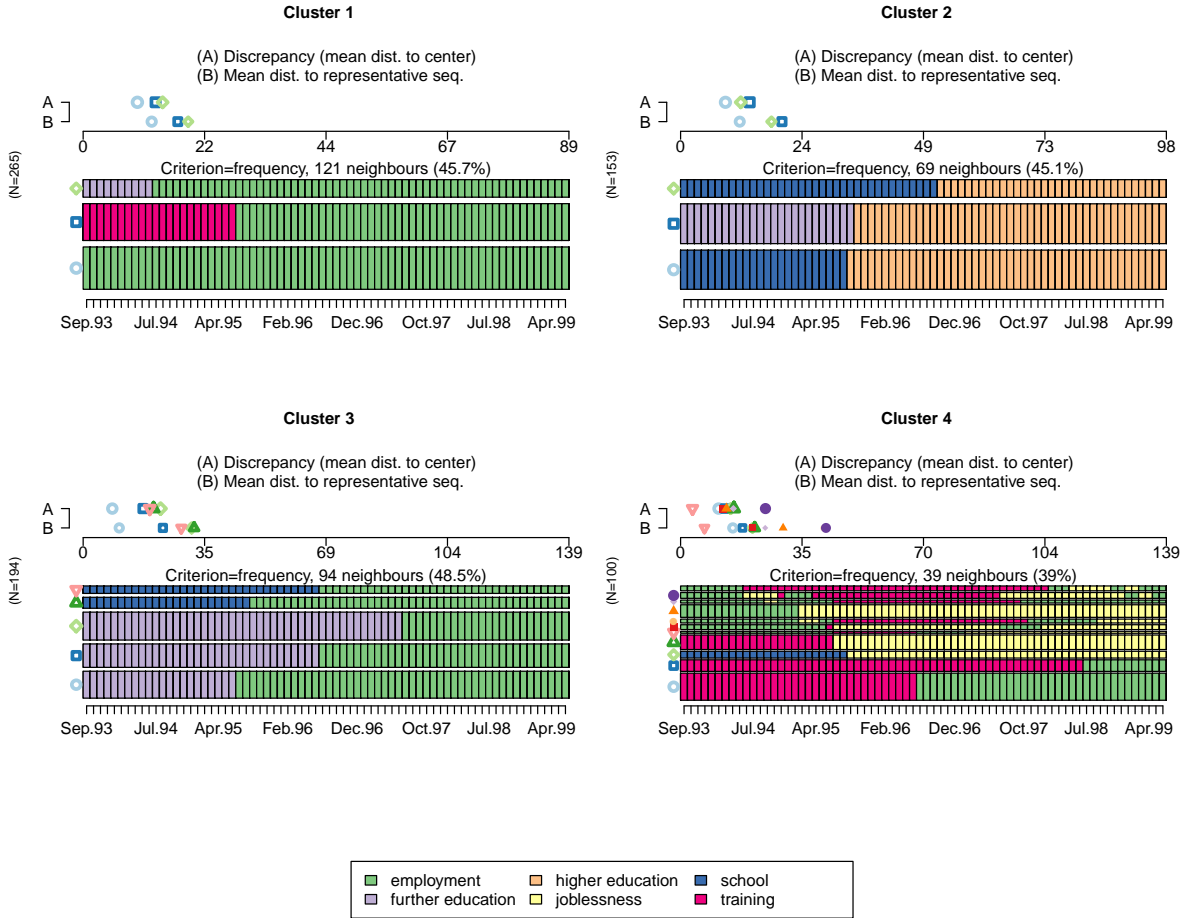 Cluster 1
(A) Discrepancy (mean dist. to center)
(B) Mean dist. to representative seq.
A
B
0 22 44 67 89
Criterion=frequency, 121 neighbours (45.7%)
(N=265)
Sep.93 Jul.94 Apr.95 Feb.96 Dec.96 Oct.97 Jul.98 Apr.99
Cluster 2
(A) Discrepancy (mean dist. to center)
(B) Mean dist. to representative seq.
A
B
0 24 49 73 98
Criterion=frequency, 69 neighbours (45.1%)
(N=153)
Sep.93 Jul.94 Apr.95 Feb.96 Dec.96 Oct.97 Jul.98 Apr.99
Cluster 3
(A) Discrepancy (mean dist. to center)
(B) Mean dist. to representative seq.
A
B
0 35 69 104 139
Criterion=frequency, 94 neighbours (48.5%)
(N=194)
Sep.93 Jul.94 Apr.95 Feb.96 Dec.96 Oct.97 Jul.98 Apr.99
Cluster 4
(A) Discrepancy (mean dist. to center)
(B) Mean dist. to representative seq.
A
B
0 35 70 104 139
Criterion=frequency, 39 neighbours (39%)
(N=100)
Sep.93 Jul.94 Apr.95 Feb.96 Dec.96 Oct.97 Jul.98 Apr.99
employment higher education school
further education joblessness training